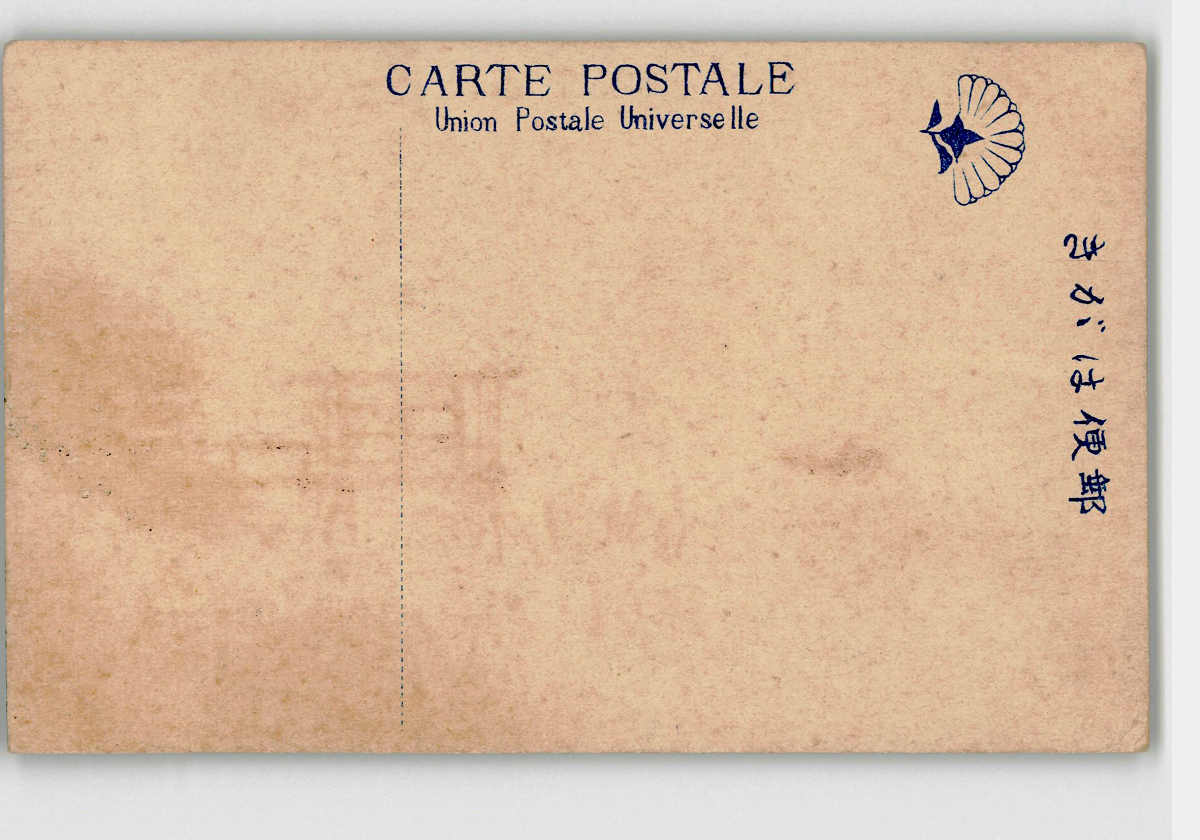 CARTE POSTALE
Union Postale Universelle
郵便はがき